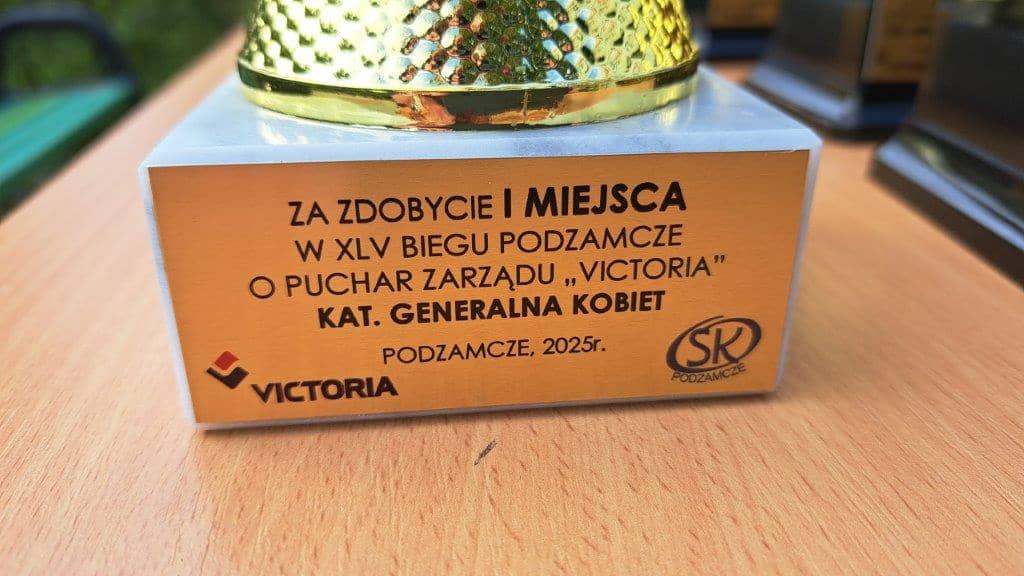 ZA ZDOBYCIE I MIEJSCA
W XLV BIEGU PODZAMCZE
O PUCHAR ZARZĄDU „VICTORIA”
KAT. GENERALNA KOBIET
PODZAMCZE, 2025r.
VICTORIA
SK
PODZAMCZE